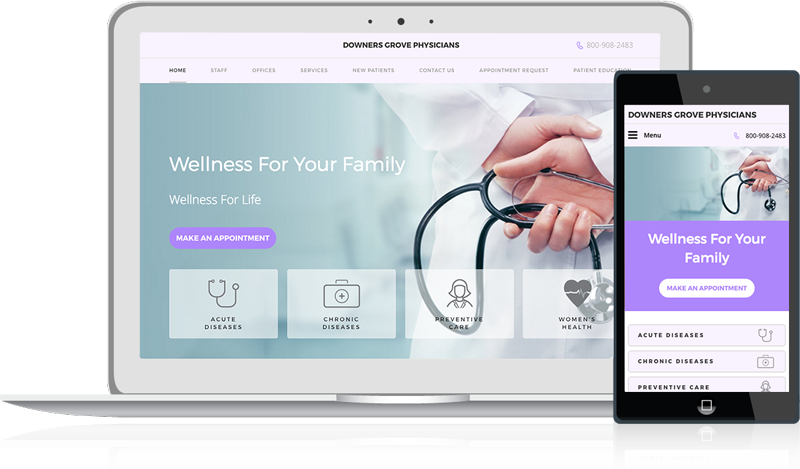 DOWNERS GROVE PHYSICIANS
800-908-2483
HOME STAFF OFFICES SERVICES NEW PATIENTS CONTACT US APPOINTMENT REQUEST PATIENT EDUCATION
Wellness For Your Family
Wellness For Life
MAKE AN APPOINTMENT
ACUTE
DISEASES
CHRONIC
DISEASES
PREVENTIVE
CARE
WOMEN'S
HEALTH
DOWNERS GROVE PHYSICIANS
Menu 800-908-2483
Wellness For Your
Family
MAKE AN APPOINTMENT
ACUTE DISEASES
CHRONIC DISEASES
PREVENTIVE CARE